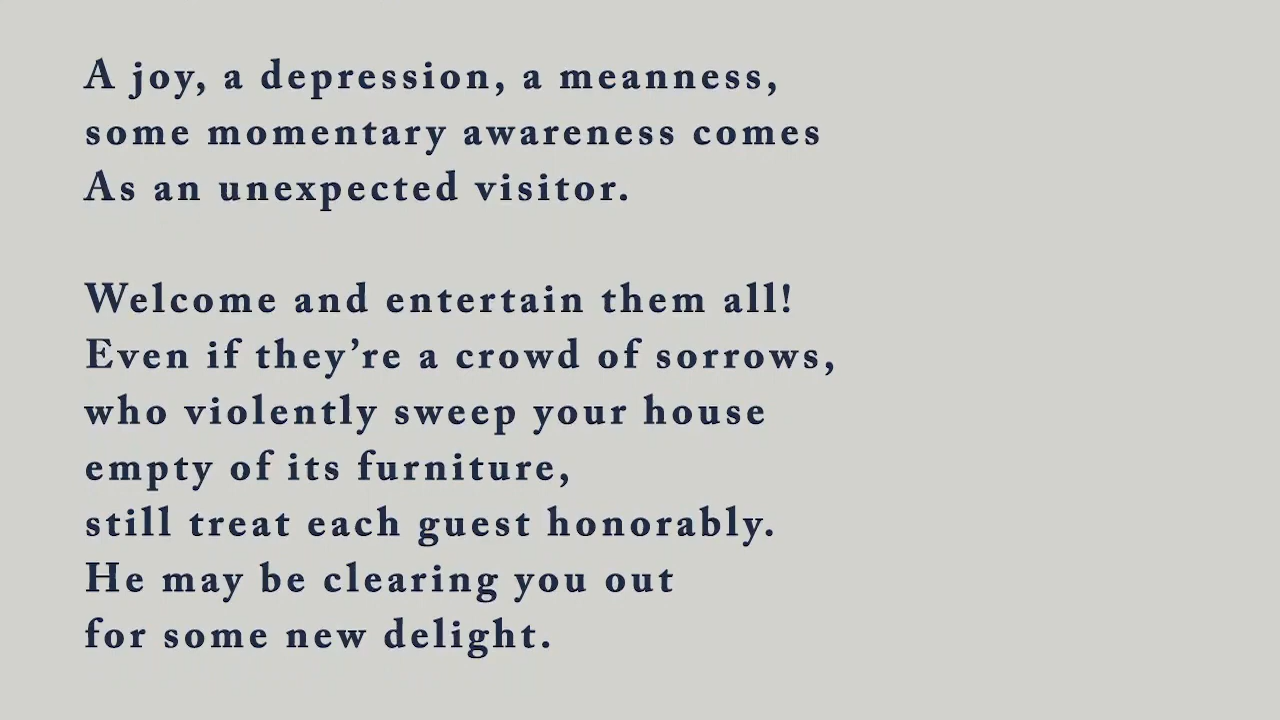 A joy, a depression, a meanness,
some momentary awareness comes
As an unexpected visitor.

Welcome and entertain them all!
Even if they’re a crowd of sorrows,
who violently sweep your house
empty of its furniture,
still treat each guest honorably.
He may be clearing you out
for some new delight.